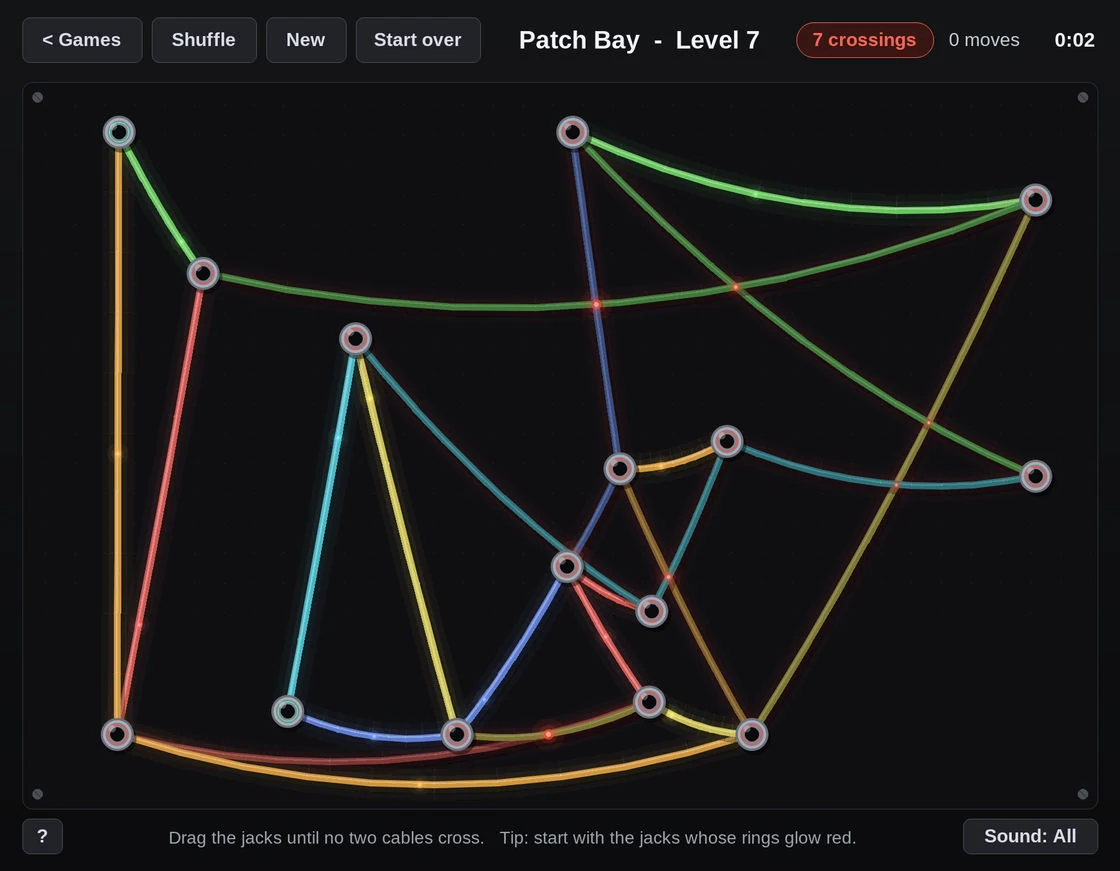 < Games
Shuffle
New
Start over
Patch Bay - Level 7
7 crossings
0 moves
0:02
?
Drag the jacks until no two cables cross. Tip: start with the jacks whose rings glow red.
Sound: All